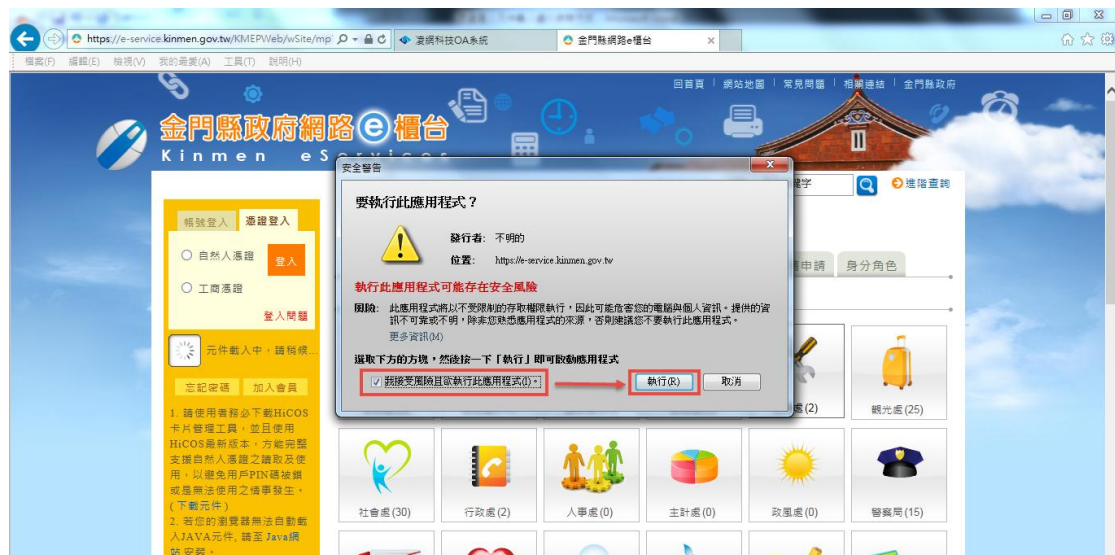 https://e-service.kinmen.gov.tw/KMEPWeb/wSite/mp
凌網科技OA系統
金門縣網路e櫃台
檔案(F) 編輯(E) 檢視(V) 我的最愛(A) 工具(T) 說明(H)
回首頁 網站地圖 常見問題 相關連結 金門縣政府
金門縣政府網路e櫃台
Kinmen eServices
進階查詢
安全警告
要執行此應用程式？
發行者: 不明的
位置: https://e-service.kinmen.gov.tw
執行此應用程式可能存在安全風險
風險: 此應用程式將以不受限制的存取權限執行，因此可能危害您的電腦與個人資訊。提供的資
訊不可靠或不明，除非您熟悉應用程式的來源，否則建議您不要執行此應用程式。
更多資訊(M)
選取下方的方塊，然後按一下「執行」即可啟動應用程式
我接受風險且欲執行此應用程式(I)。
執行(R)
取消
帳號登入 憑證登入
自然人憑證
登入
工商憑證
登入問題
元件載入中，請稍候...
忘記密碼 加入會員
1. 請使用者務必下載HiCOS
卡片管理工具，並且使用
HiCOS最新版本，方能完整
支援自然人憑證之讀取及使
用，以避免用戶PIN碼被鎖
或是無法使用之情事發生。
(下載元件)
2. 若您的瀏覽器無法自動載
入JAVA元件, 請至 Java網
站 安裝。
申請
身分角色
處(2)
觀光處(25)
社會處(30)
行政處(2)
人事處(0)
主計處(0)
政風處(0)
警察局(15)